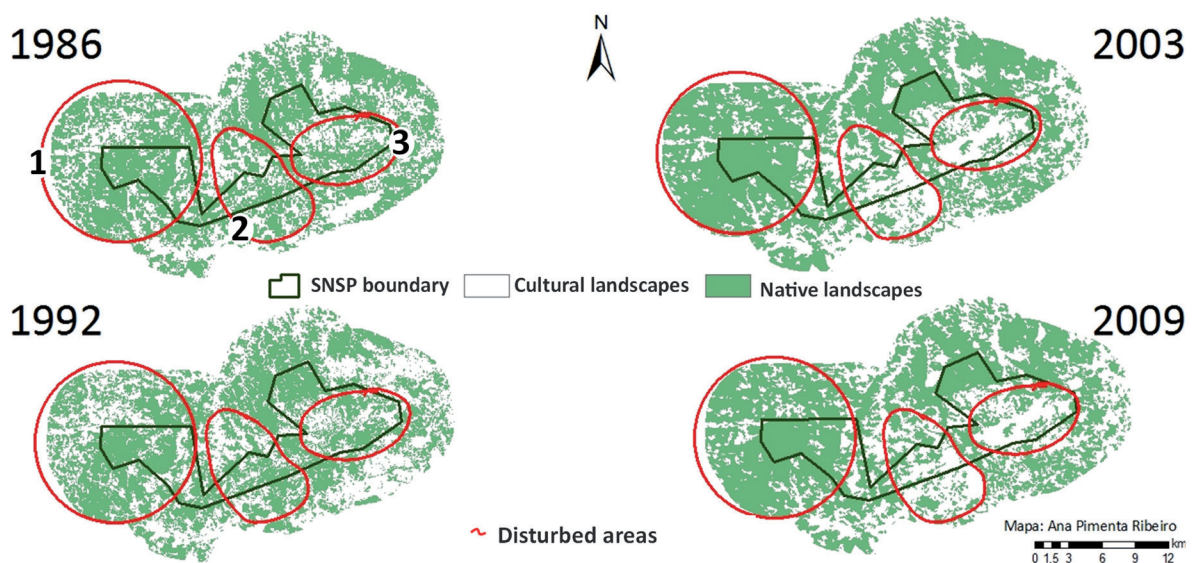 1986
N
2003
1
3
2
SNSP boundary
Cultural landscapes
Native landscapes
1992
2009
Disturbed areas
Mapa: Ana Pimenta Ribeiro
km
0 1.5 3 6 9 12